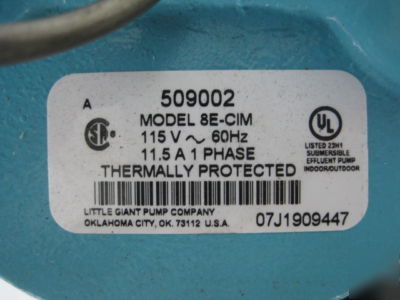 509002
A
MODEL 8E-CIM
115 V ~ 60Hz
11.5 A 1 PHASE
THERMALLY PROTECTED
UL
LISTED 22H1
SUBMERSIBLE
EFFLUENT PUMP
INDOOR/OUTDOOR
LITTLE GIANT PUMP COMPANY
OKLAHOMA CITY, OK. 73112 U.S.A.
07J1909447